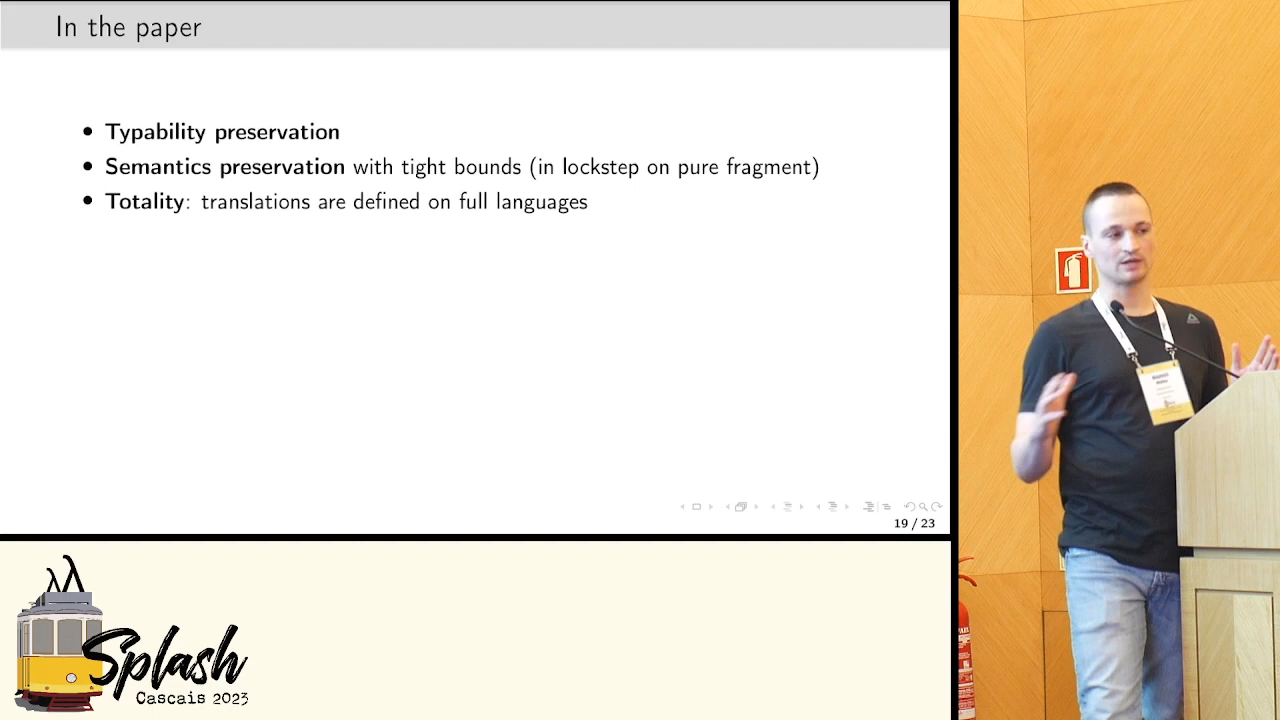 In the paper
• Typability preservation
• Semantics preservation with tight bounds (in lockstep on pure fragment)
• Totality: translations are defined on full languages
19 / 23
Splash
Cascais 2023